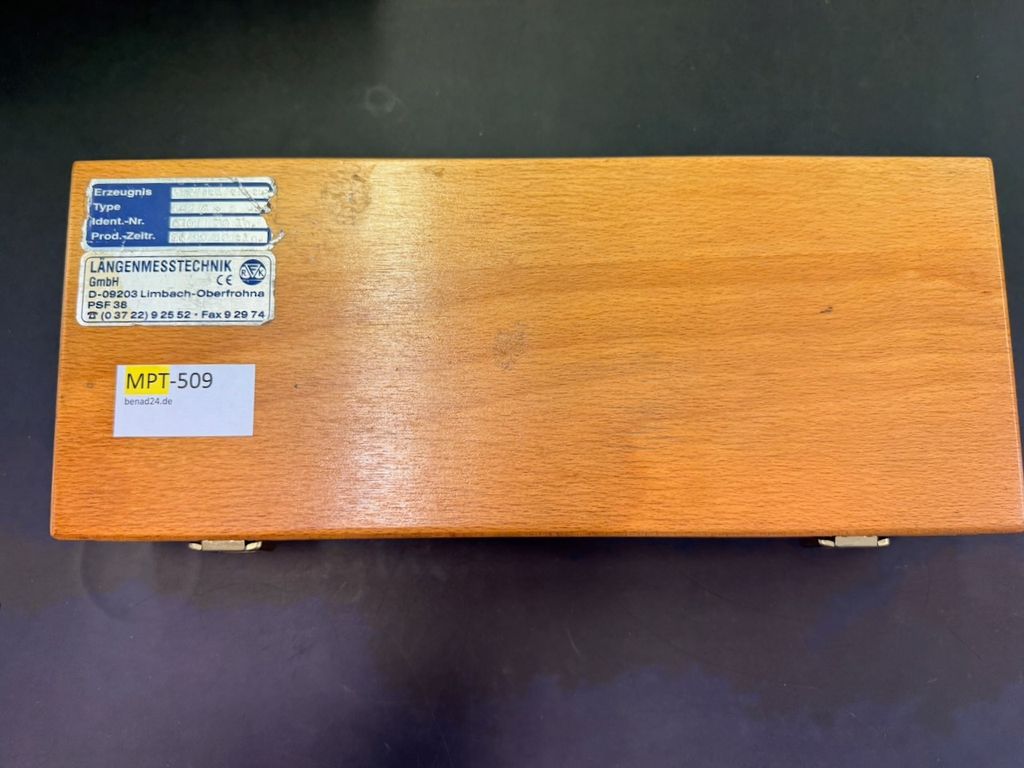 Erzeugnis
Type
Ident.-Nr.
Prod.-Zeitr.
LÄNGENMESSTECHNIK
GmbH CE RFK
D-09203 Limbach-Oberfrohna
PSF 38
☎ (0 37 22) 9 25 52 · Fax 9 29 74
MPT-509
benad24.de